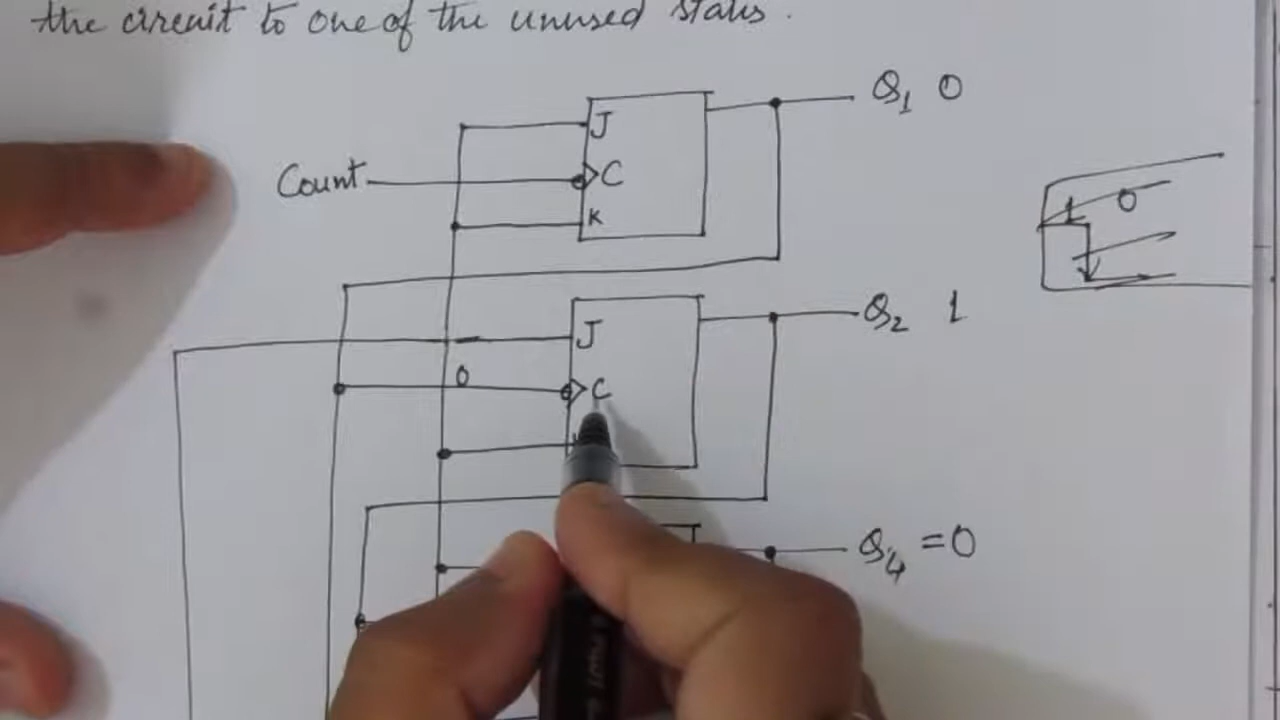 the circuit to one of the unused states.
J
Q1 0
Count
C
K
1 0
J
Q2 1
0
C
Q4 = 0